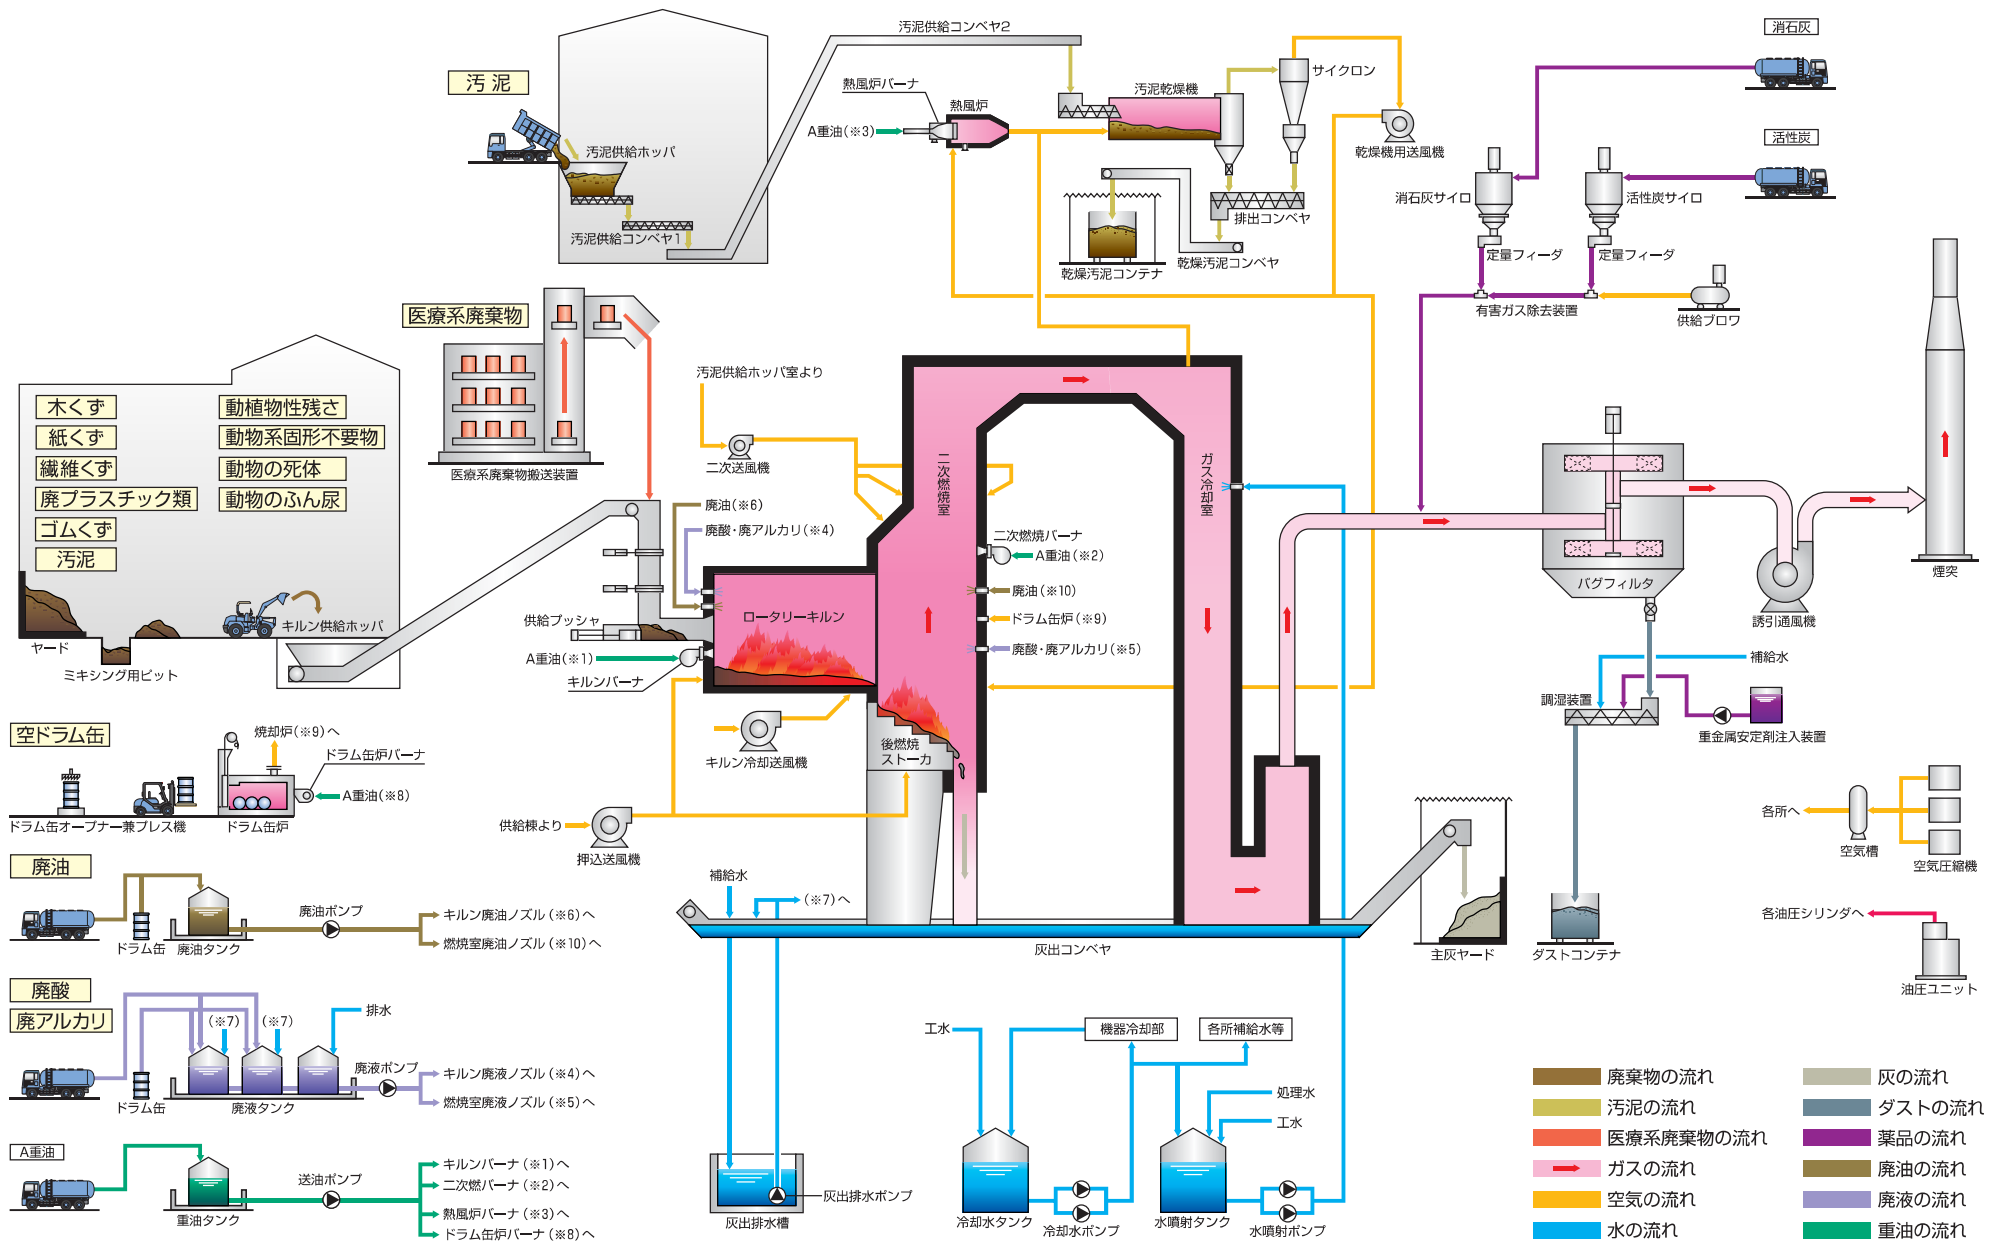 汚泥供給コンベヤ2
消石灰
サイクロン
汚泥
熱風炉バーナ
汚泥乾燥機
熱風炉
A重油(※3)
活性炭
汚泥供給ホッパ
乾燥機用送風機
消石灰サイロ
活性炭サイロ
排出コンベヤ
汚泥供給コンベヤ1
定量フィーダ
定量フィーダ
乾燥汚泥コンテナ
乾燥汚泥コンベヤ
医療系廃棄物
有害ガス除去装置
供給ブロワ
汚泥供給ホッパ室より
木くず
紙くず
繊維くず
廃プラスチック類
ゴムくず
汚泥
動植物性残さ
動物系固形不要物
動物の死体
動物のふん尿
二次送風機
医療系廃棄物搬送装置
二次燃焼室
ガス冷却室
廃油(※6)
廃酸・廃アルカリ(※4)
二次燃焼バーナ
A重油(※2)
煙突
バグフィルタ
廃油(※10)
ロータリーキルン
ドラム缶炉(※9)
供給プッシャ
キルン供給ホッパ
誘引通風機
ヤード
A重油(※1)
廃酸・廃アルカリ(※5)
補給水
ミキシング用ピット
キルンバーナ
調湿装置
空ドラム缶
焼却炉(※9)へ
重金属安定剤注入装置
後燃焼
ストーカ
ドラム缶炉バーナ
キルン冷却送風機
A重油(※8)
各所へ
ドラム缶オープナー兼プレス機
ドラム缶炉
供給棟より
押込送風機
空気槽
空気圧縮機
廃油
補給水
(※7)へ
廃油ポンプ
キルン廃油ノズル(※6)へ
各油圧シリンダへ
ドラム缶
廃油タンク
燃焼室廃油ノズル(※10)へ
灰出コンベヤ
主灰ヤード
ダストコンテナ
油圧ユニット
廃酸
廃アルカリ
(※7)
(※7)
排水
工水
機器冷却部
各所補給水等
廃液ポンプ
キルン廃液ノズル(※4)へ
ドラム缶
廃液タンク
燃焼室廃液ノズル(※5)へ
処理水
工水
A重油
送油ポンプ
キルンバーナ(※1)へ
二次燃バーナ(※2)へ
熱風炉バーナ(※3)へ
ドラム缶炉バーナ(※8)へ
重油タンク
灰出排水ポンプ
灰出排水槽
冷却水タンク
冷却水ポンプ
水噴射タンク
水噴射ポンプ
廃棄物の流れ
汚泥の流れ
医療系廃棄物の流れ
ガスの流れ
空気の流れ
水の流れ
灰の流れ
ダストの流れ
薬品の流れ
廃油の流れ
廃液の流れ
重油の流れ